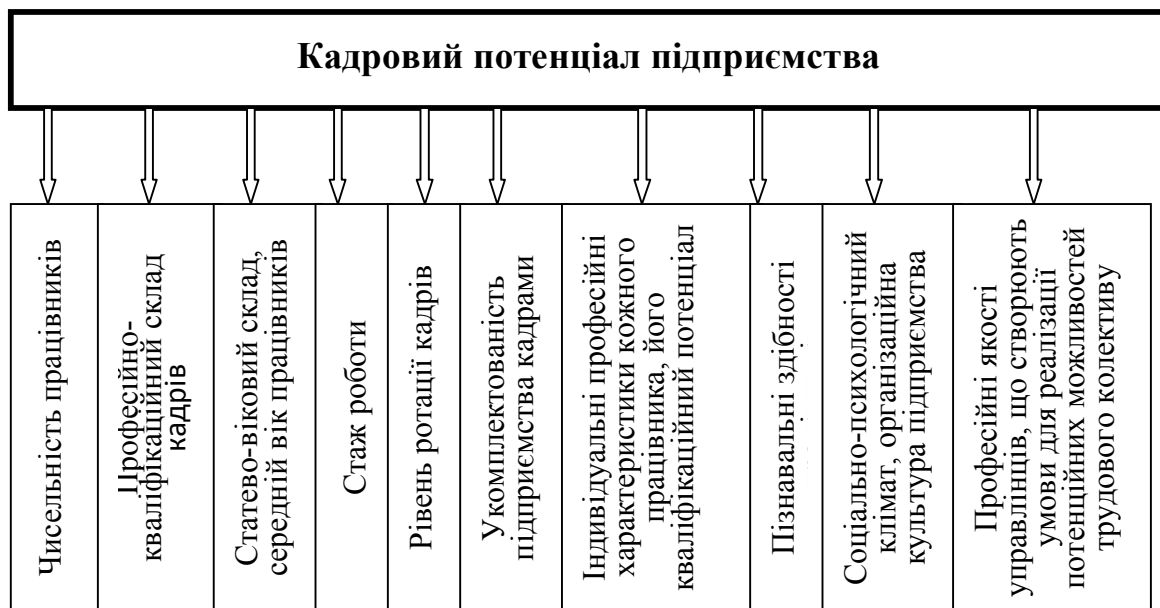 Кадровий потенціал підприємства
Чисельність працівників
Професійно-
кваліфікаційний склад
кадрів
Статево-віковий склад,
середній вік працівників
Стаж роботи
Рівень ротації кадрів
Укомплектованість
підприємства кадрами
Індивідуальні професійні
характеристики кожного
працівника, його
кваліфікаційний потенціал
Пізнавальні здібності
Соціально-психологічний
клімат, організаційна
культура підприємства
Професійні якості
управлінців, що створюють
умови для реалізації
потенційних можливостей
трудового колективу